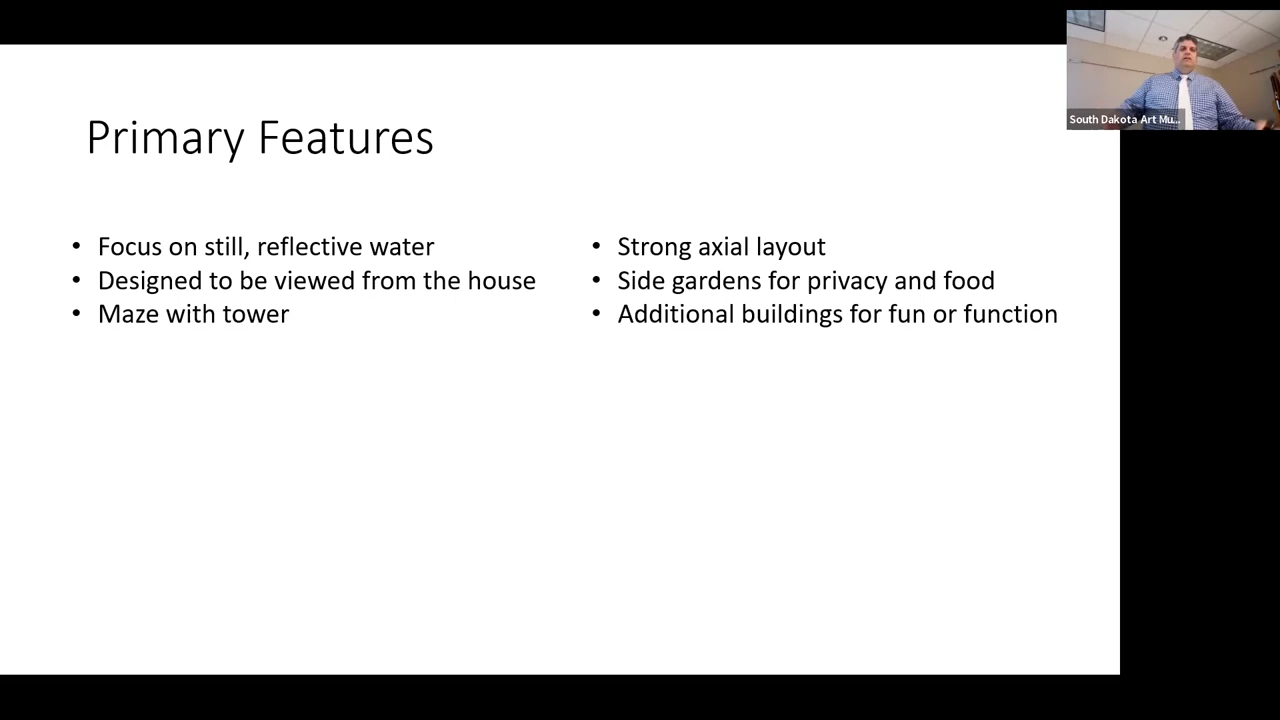 Primary Features
• Focus on still, reflective water
• Designed to be viewed from the house
• Maze with tower
• Strong axial layout
• Side gardens for privacy and food
• Additional buildings for fun or function
South Dakota Art Mu...